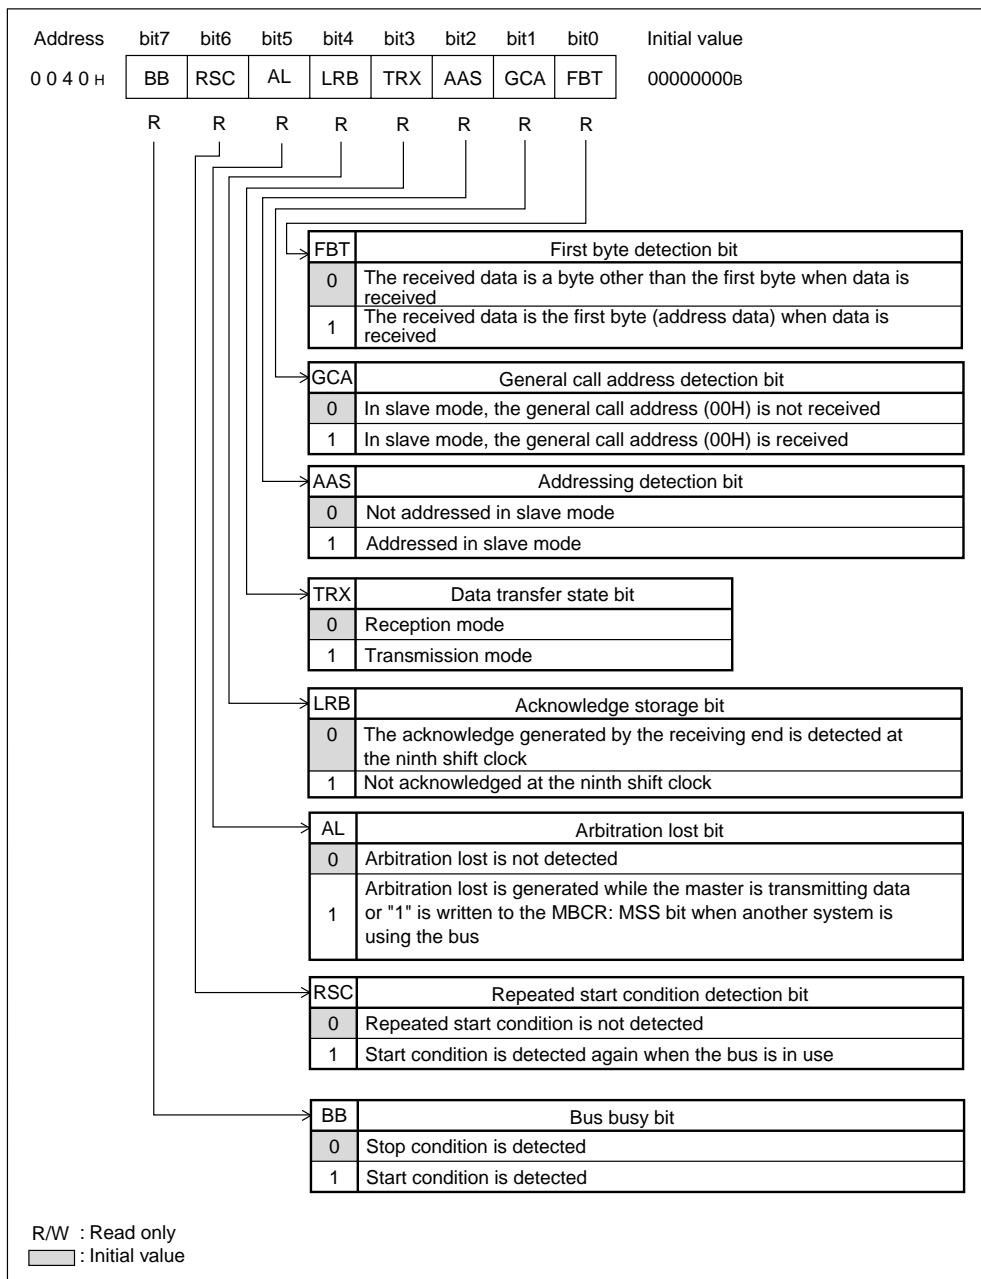 Address bit7 bit6 bit5 bit4 bit3 bit2 bit1 bit0 Initial value
0 0 4 0 H BB RSC AL LRB TRX AAS GCA FBT 00000000B
R R R R R R R R
FBT First byte detection bit
0 The received data is a byte other than the first byte when data is
received
1 The received data is the first byte (address data) when data is
received
GCA General call address detection bit
0 In slave mode, the general call address (00H) is not received
1 In slave mode, the general call address (00H) is received
AAS Addressing detection bit
0 Not addressed in slave mode
1 Addressed in slave mode
TRX Data transfer state bit
0 Reception mode
1 Transmission mode
LRB Acknowledge storage bit
0 The acknowledge generated by the receiving end is detected at
the ninth shift clock
1 Not acknowledged at the ninth shift clock
AL Arbitration lost bit
0 Arbitration lost is not detected
Arbitration lost is generated while the master is transmitting data
1 or "1" is written to the MBCR: MSS bit when another system is
using the bus
RSC Repeated start condition detection bit
0 Repeated start condition is not detected
1 Start condition is detected again when the bus is in use
BB Bus busy bit
0 Stop condition is detected
1 Start condition is detected
R/W : Read only
: Initial value